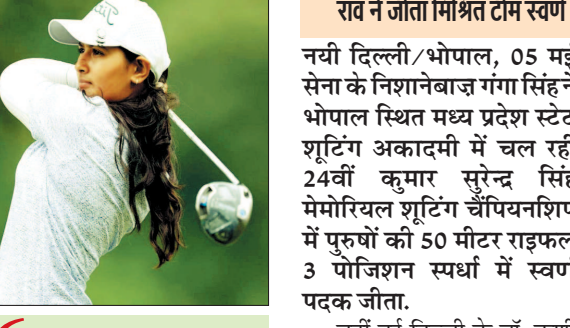 राव ने जीता मिश्रित टीम स्वर्ण
नयी दिल्ली/भोपाल, 05 मई
सेना के निशानेबाज़ गंगा सिंह ने
भोपाल स्थित मध्य प्रदेश स्टेट
शूटिंग अकादमी में चल रही
24वीं कुमार सुरेन्द्र सिंह
मेमोरियल शूटिंग चैंपियनशिप
में पुरुषों की 50 मीटर राइफल
3 पोजिशन स्पर्धा में स्वर्ण
पदक जीता.